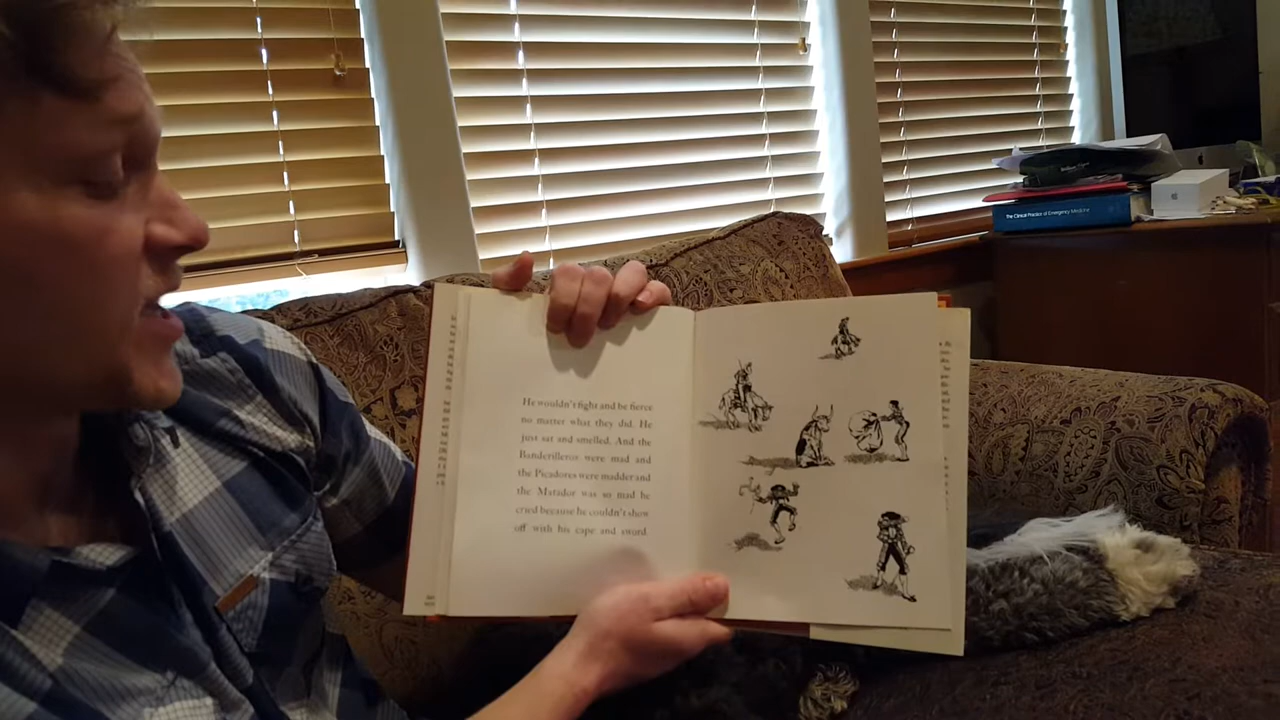 He wouldn't fight and be fierce
no matter what they did. He
just sat and smelled. And the
Banderilleros were mad and
the Picadores were madder and
the Matador was so mad he
cried because he couldn't show
off with his cape and sword.
The Clinical Practice of Emergency Medicine